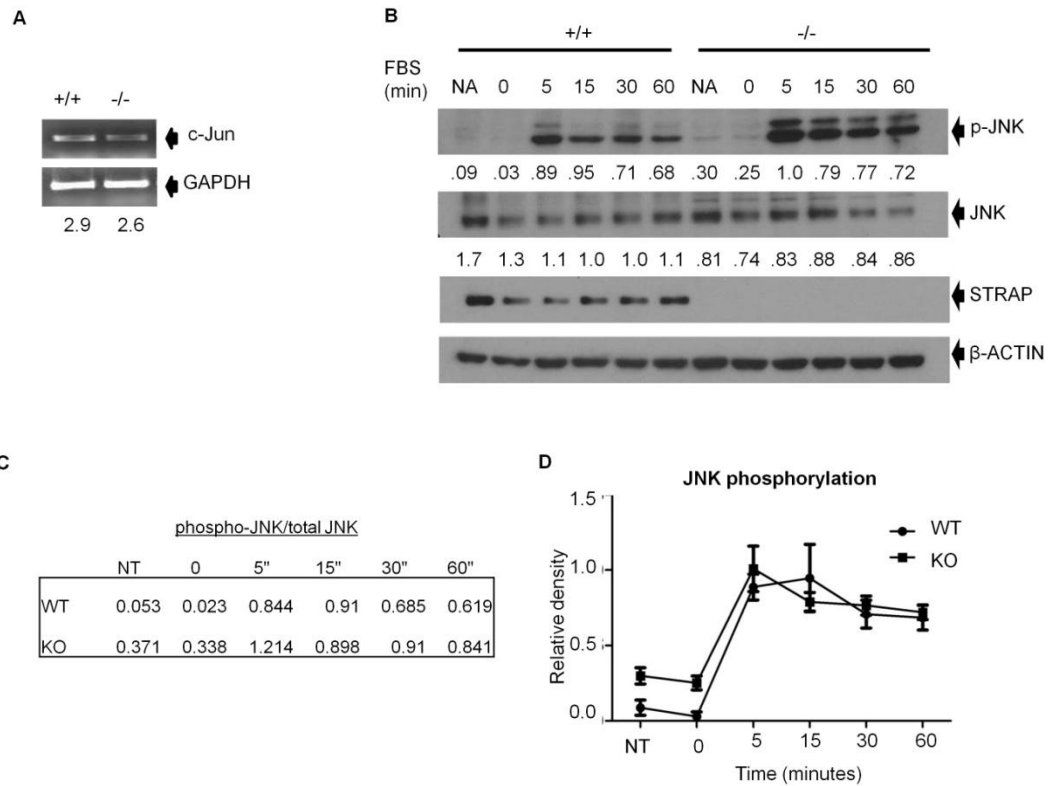 A
+/+ -/-
c-Jun
GAPDH
2.9 2.6
B
+/+ -/-
FBS
(min)
NA 0 5 15 30 60 NA 0 5 15 30 60
p-JNK
.09 .03 .89 .95 .71 .68 .30 .25 1.0 .79 .77 .72
JNK
1.7 1.3 1.1 1.0 1.0 1.1 .81 .74 .83 .88 .84 .86
STRAP
β-ACTIN
C
phospho-JNK/total JNK
NT 0 5" 15" 30" 60"
WT 0.053 0.023 0.844 0.91 0.685 0.619
KO 0.371 0.338 1.214 0.898 0.91 0.841
D
JNK phosphorylation
1.5
1.0
0.5
0.0
Relative density
WT
KO
NT 0 5 15 30 60
Time (minutes)